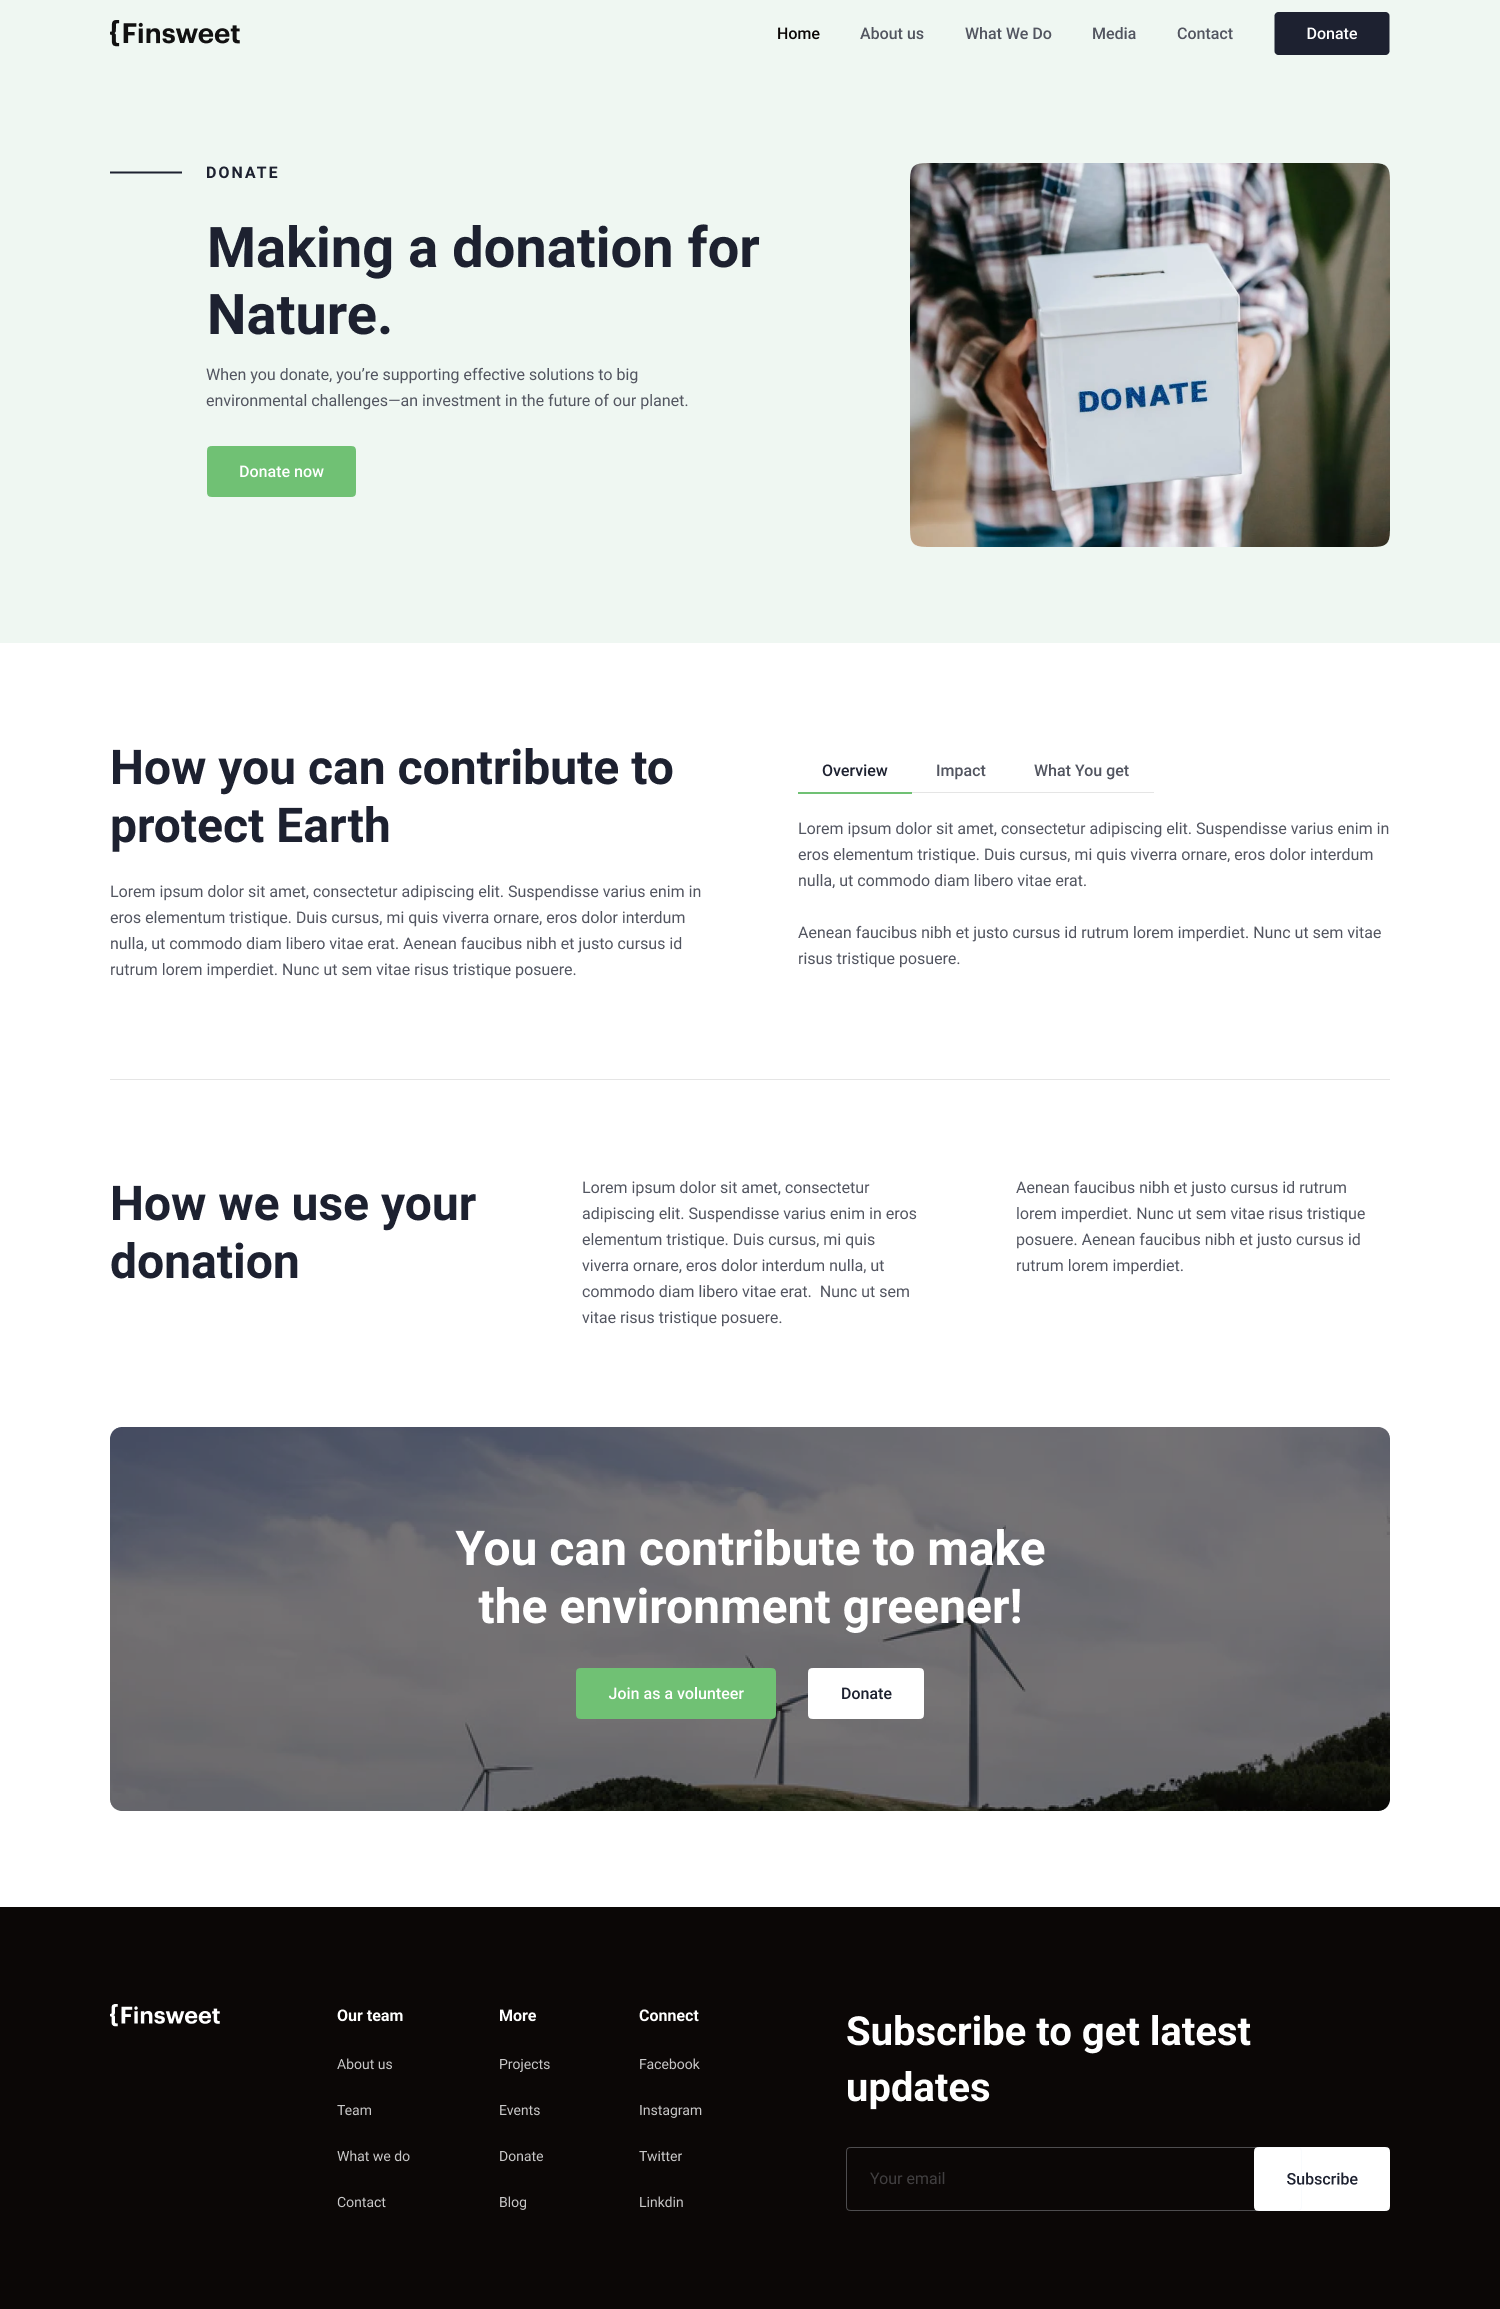 {Finsweet
Home About us What We Do Media Contact Donate
DONATE
Making a donation for
Nature.
When you donate, you’re supporting effective solutions to big
environmental challenges—an investment in the future of our planet.
Donate now
DONATE
How you can contribute to
protect Earth
Lorem ipsum dolor sit amet, consectetur adipiscing elit. Suspendisse varius enim in
eros elementum tristique. Duis cursus, mi quis viverra ornare, eros dolor interdum
nulla, ut commodo diam libero vitae erat. Aenean faucibus nibh et justo cursus id
rutrum lorem imperdiet. Nunc ut sem vitae risus tristique posuere.
Overview Impact What You get
Lorem ipsum dolor sit amet, consectetur adipiscing elit. Suspendisse varius enim in
eros elementum tristique. Duis cursus, mi quis viverra ornare, eros dolor interdum
nulla, ut commodo diam libero vitae erat.
Aenean faucibus nibh et justo cursus id rutrum lorem imperdiet. Nunc ut sem vitae
risus tristique posuere.
How we use your
donation
Lorem ipsum dolor sit amet, consectetur
adipiscing elit. Suspendisse varius enim in eros
elementum tristique. Duis cursus, mi quis
viverra ornare, eros dolor interdum nulla, ut
commodo diam libero vitae erat.  Nunc ut sem
vitae risus tristique posuere.
Aenean faucibus nibh et justo cursus id rutrum
lorem imperdiet. Nunc ut sem vitae risus tristique
posuere. Aenean faucibus nibh et justo cursus id
rutrum lorem imperdiet.
You can contribute to make
the environment greener!
Join as a volunteer Donate
{Finsweet
Our team
About us
Team
What we do
Contact
More
Projects
Events
Donate
Blog
Connect
Facebook
Instagram
Twitter
Linkdin
Subscribe to get latest
updates
Your email Subscribe